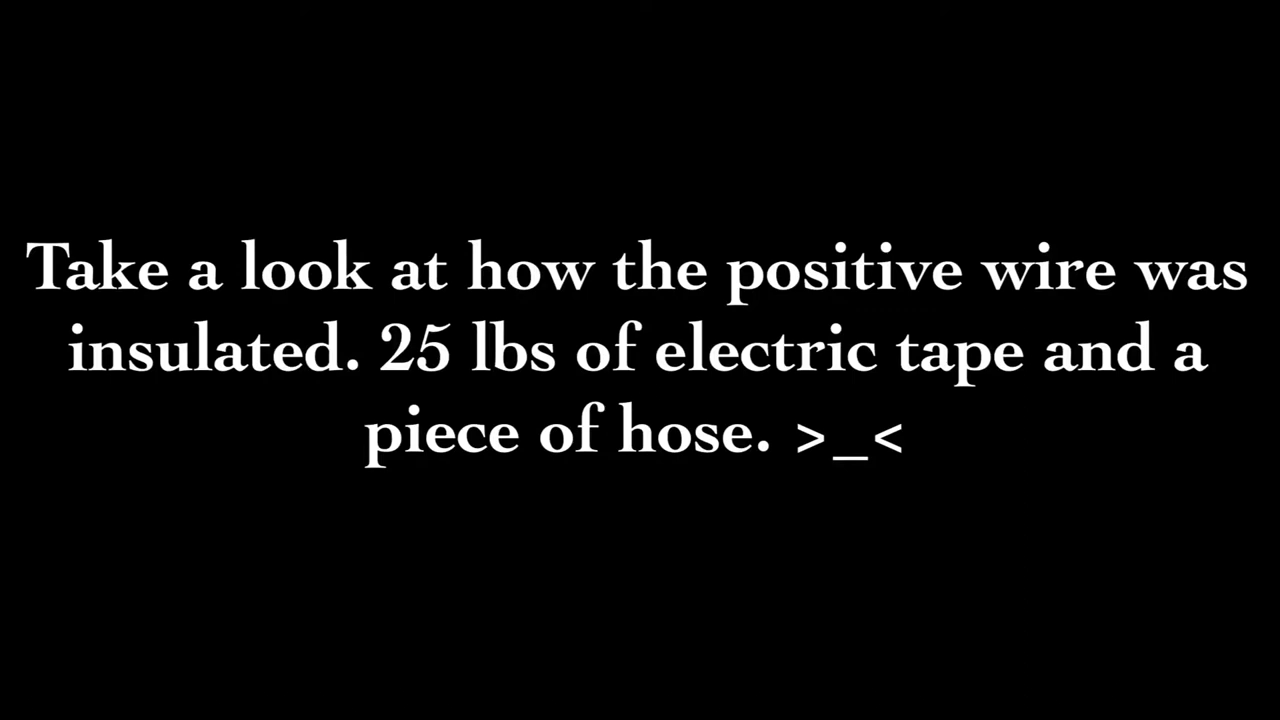 Take a look at how the positive wire was
insulated. 25 lbs of electric tape and a
piece of hose. >_<